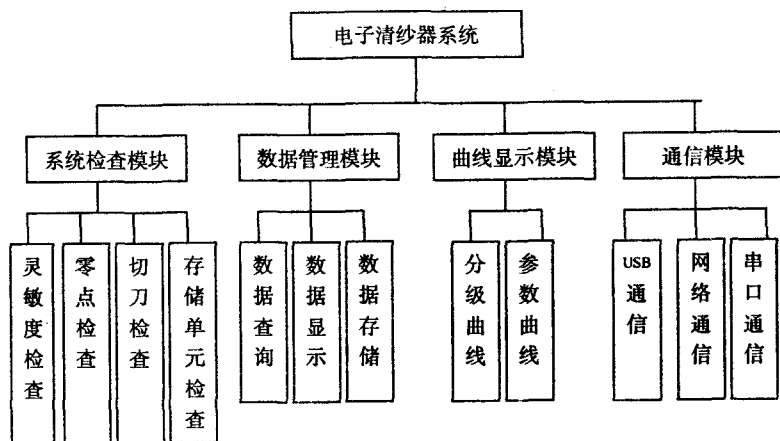 电子清纱器系统
系统检查模块
数据管理模块
曲线显示模块
通信模块
灵敏度检查
零点检查
切刀检查
存储单元检查
数据查询
数据显示
数据存储
分级曲线
参数曲线
USB通信
网络通信
串口通信